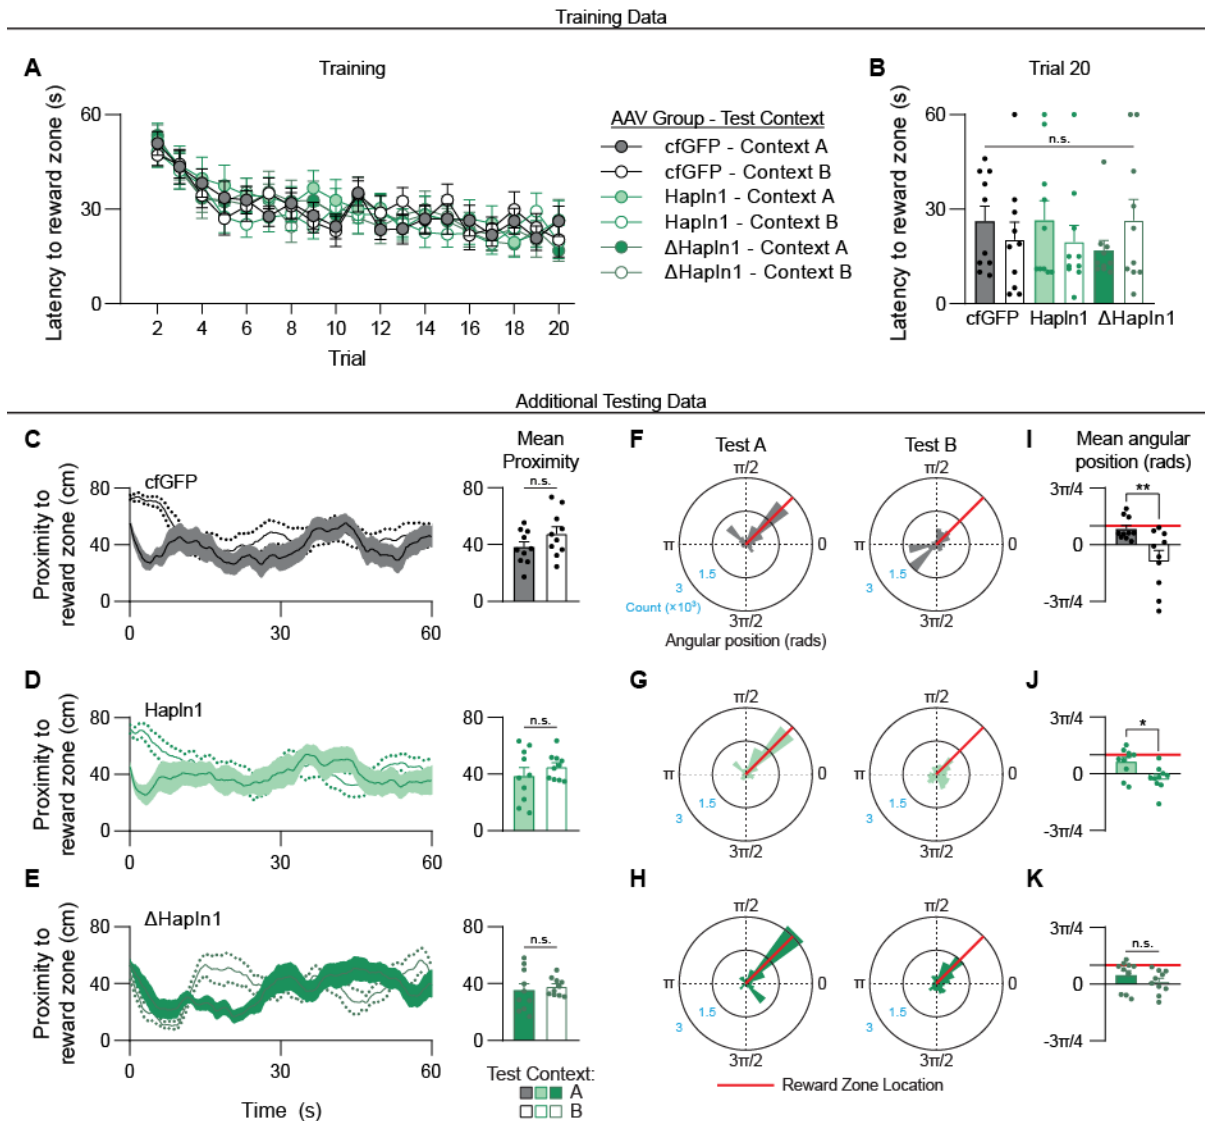 Training Data
A
Training
Latency to reward zone (s)
60
30
0
2 4 6 8 10 12 14 16 18 20
Trial
AAV Group - Test Context
cfGFP - Context A
cfGFP - Context B
Hapln1 - Context A
Hapln1 - Context B
ΔHapln1 - Context A
ΔHapln1 - Context B
B
Trial 20
Latency to reward zone (s)
60
30
0
n.s.
cfGFP Hapln1 ΔHapln1
Additional Testing Data
C
cfGFP
Proximity to
reward zone (cm)
80
40
0
0 30 60
Mean
Proximity
n.s.
80
40
0
F
Test A
π/2
π
0
3π/2
1.5
3
Count (×10³)
Angular position (rads)
Test B
π/2
π
0
3π/2
1.5
3
I
Mean angular
position (rads)
3π/4
0
-3π/4
**
D
Hapln1
Proximity to
reward zone (cm)
80
40
0
0 30 60
n.s.
80
40
0
G
π/2
π
0
3π/2
1.5
3
π/2
π
0
3π/2
1.5
3
J
3π/4
0
-3π/4
*
E
ΔHapln1
Proximity to
reward zone (cm)
80
40
0
0 30 60
Time (s)
n.s.
80
40
0
Test Context:
A
B
H
π/2
π
0
3π/2
1.5
3
π/2
π
0
3π/2
1.5
3
Reward Zone Location
K
3π/4
0
-3π/4
n.s.